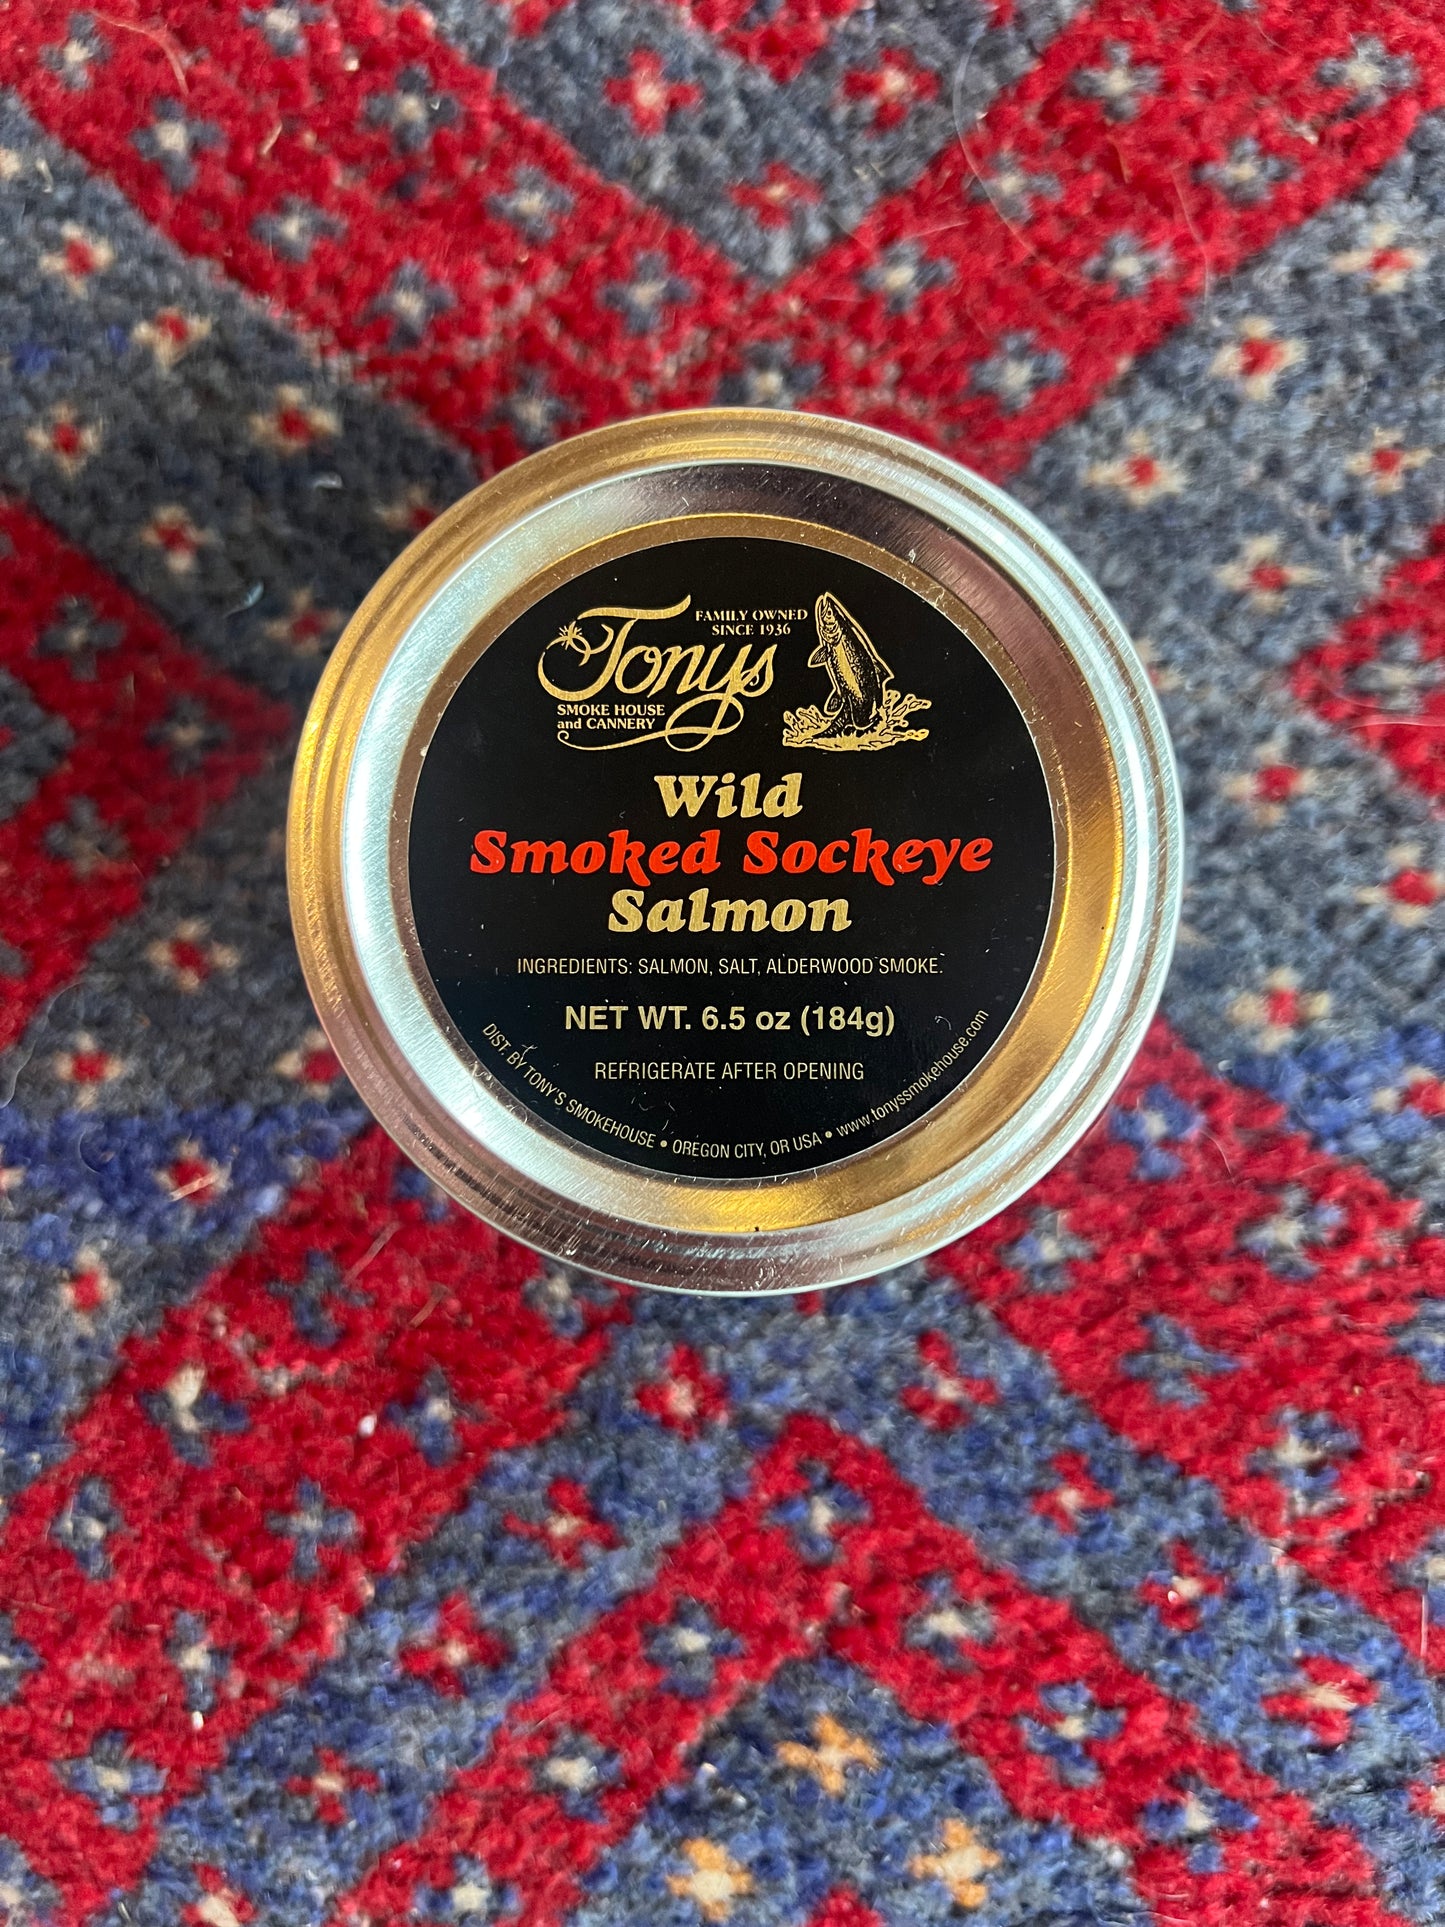 Tonys
FAMILY OWNED
SINCE 1936
SMOKE HOUSE
and CANNERY
Wild
Smoked Sockeye
Salmon
INGREDIENTS: SALMON, SALT, ALDERWOOD SMOKE.
NET WT. 6.5 oz (184g)
REFRIGERATE AFTER OPENING
DIST. BY TONY'S SMOKEHOUSE • OREGON CITY, OR USA • www.tonyssmokehouse.com